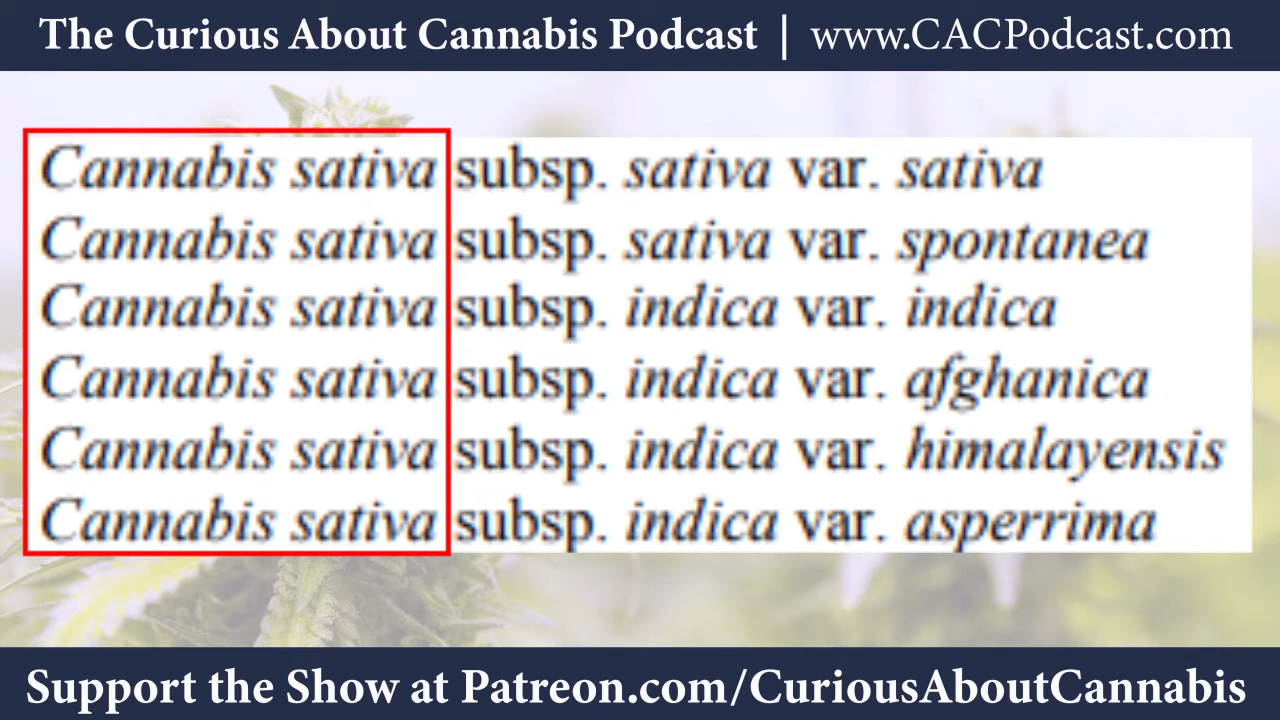 The Curious About Cannabis Podcast | www.CACPodcast.com
Cannabis sativa subsp. sativa var. sativa
Cannabis sativa subsp. sativa var. spontanea
Cannabis sativa subsp. indica var. indica
Cannabis sativa subsp. indica var. afghanica
Cannabis sativa subsp. indica var. himalayensis
Cannabis sativa subsp. indica var. asperrima
Support the Show at Patreon.com/CuriousAboutCannabis